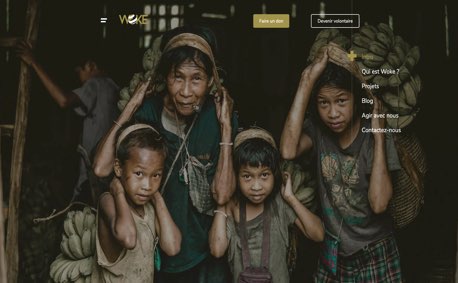 WOKE
Faire un don
Devenir volontaire
Qui est Woke ?
Projets
Blog
Agir avec nous
Contactez-nous